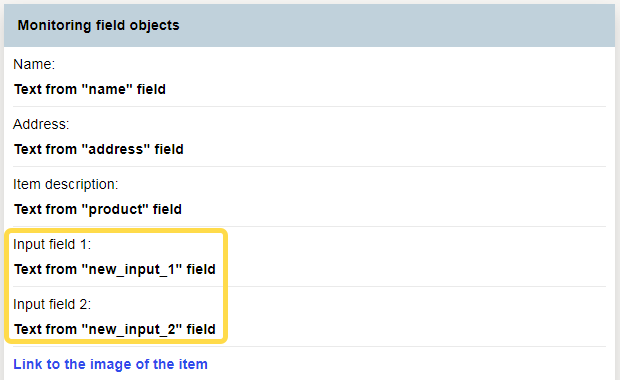 Monitoring field objects
Name:
Text from "name" field
Address:
Text from "address" field
Item description:
Text from "product" field
Input field 1:
Text from "new_input_1" field
Input field 2:
Text from "new_input_2" field
Link to the image of the item